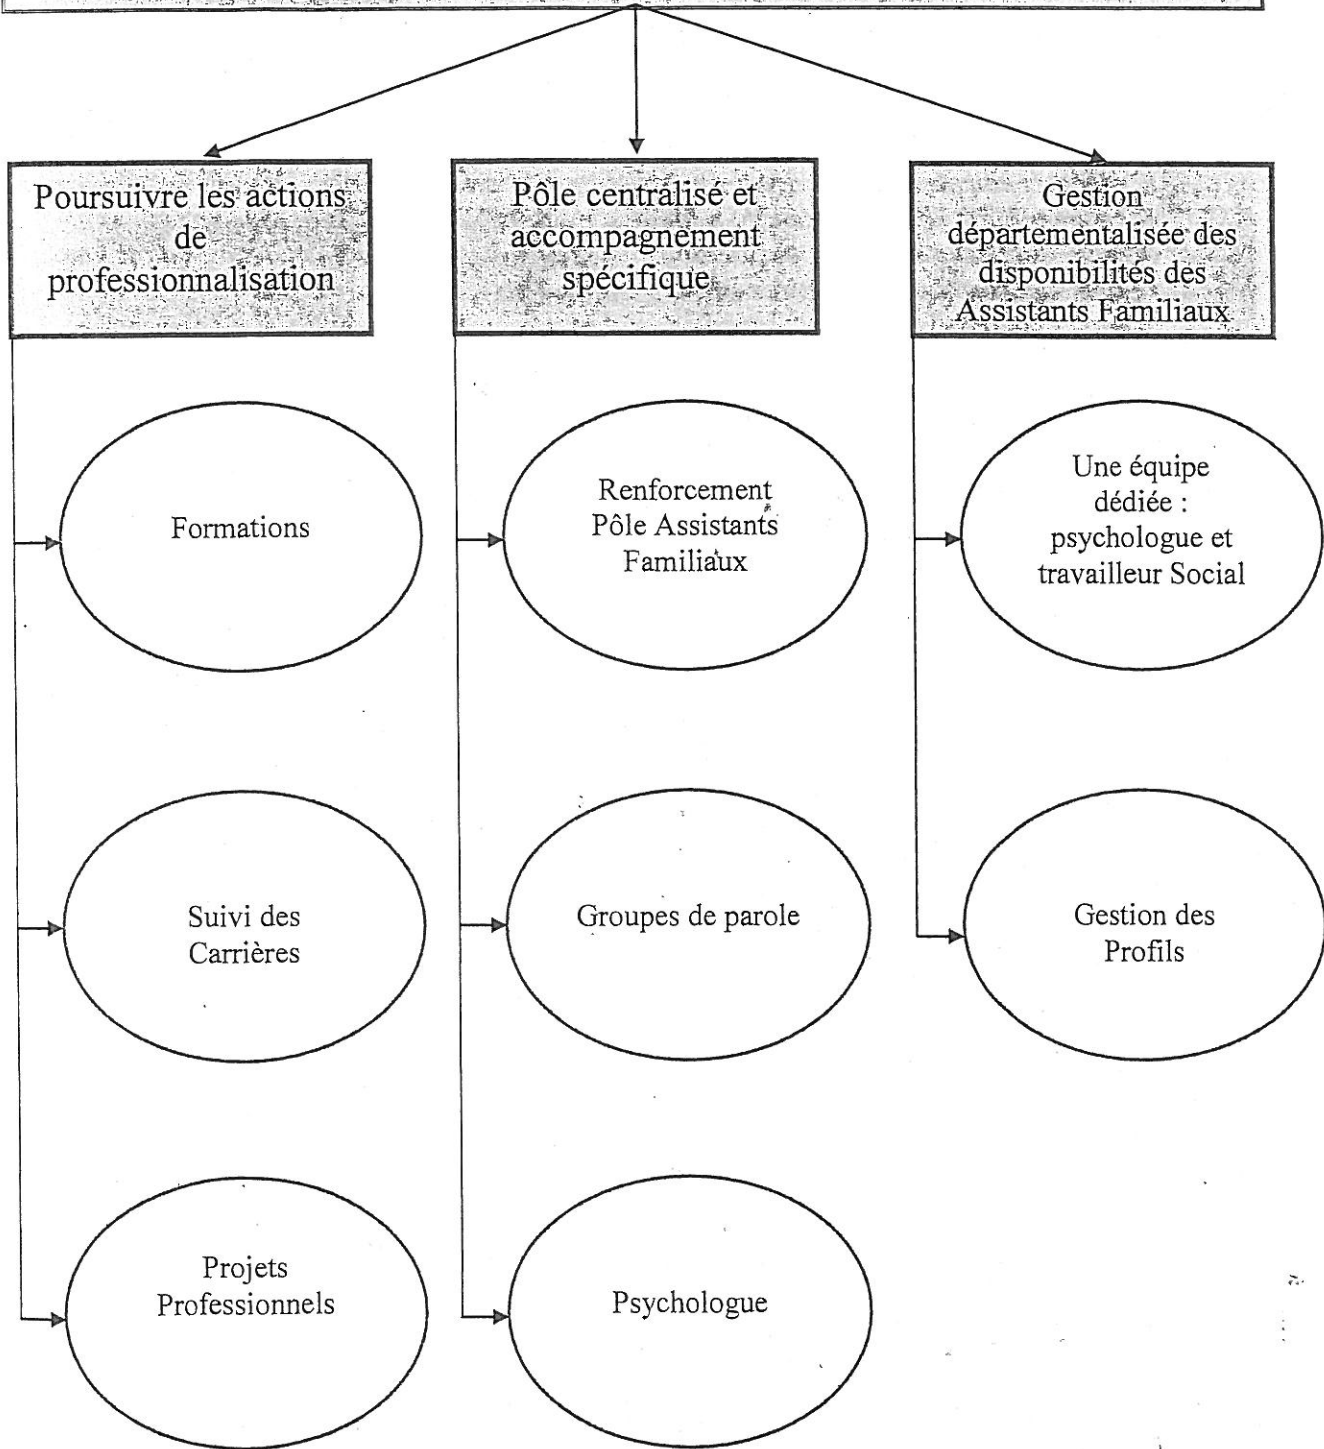 Poursuivre les actions
de
professionnalisation
Pôle centralisé et
accompagnement
spécifique
Gestion
départementalisée des
disponibilités des
Assistants Familiaux
Formations
Renforcement
Pôle Assistants
Familiaux
Une équipe
dédiée :
psychologue et
travailleur Social
Suivi des
Carrières
Groupes de parole
Gestion des
Profils
Projets
Professionnels
Psychologue